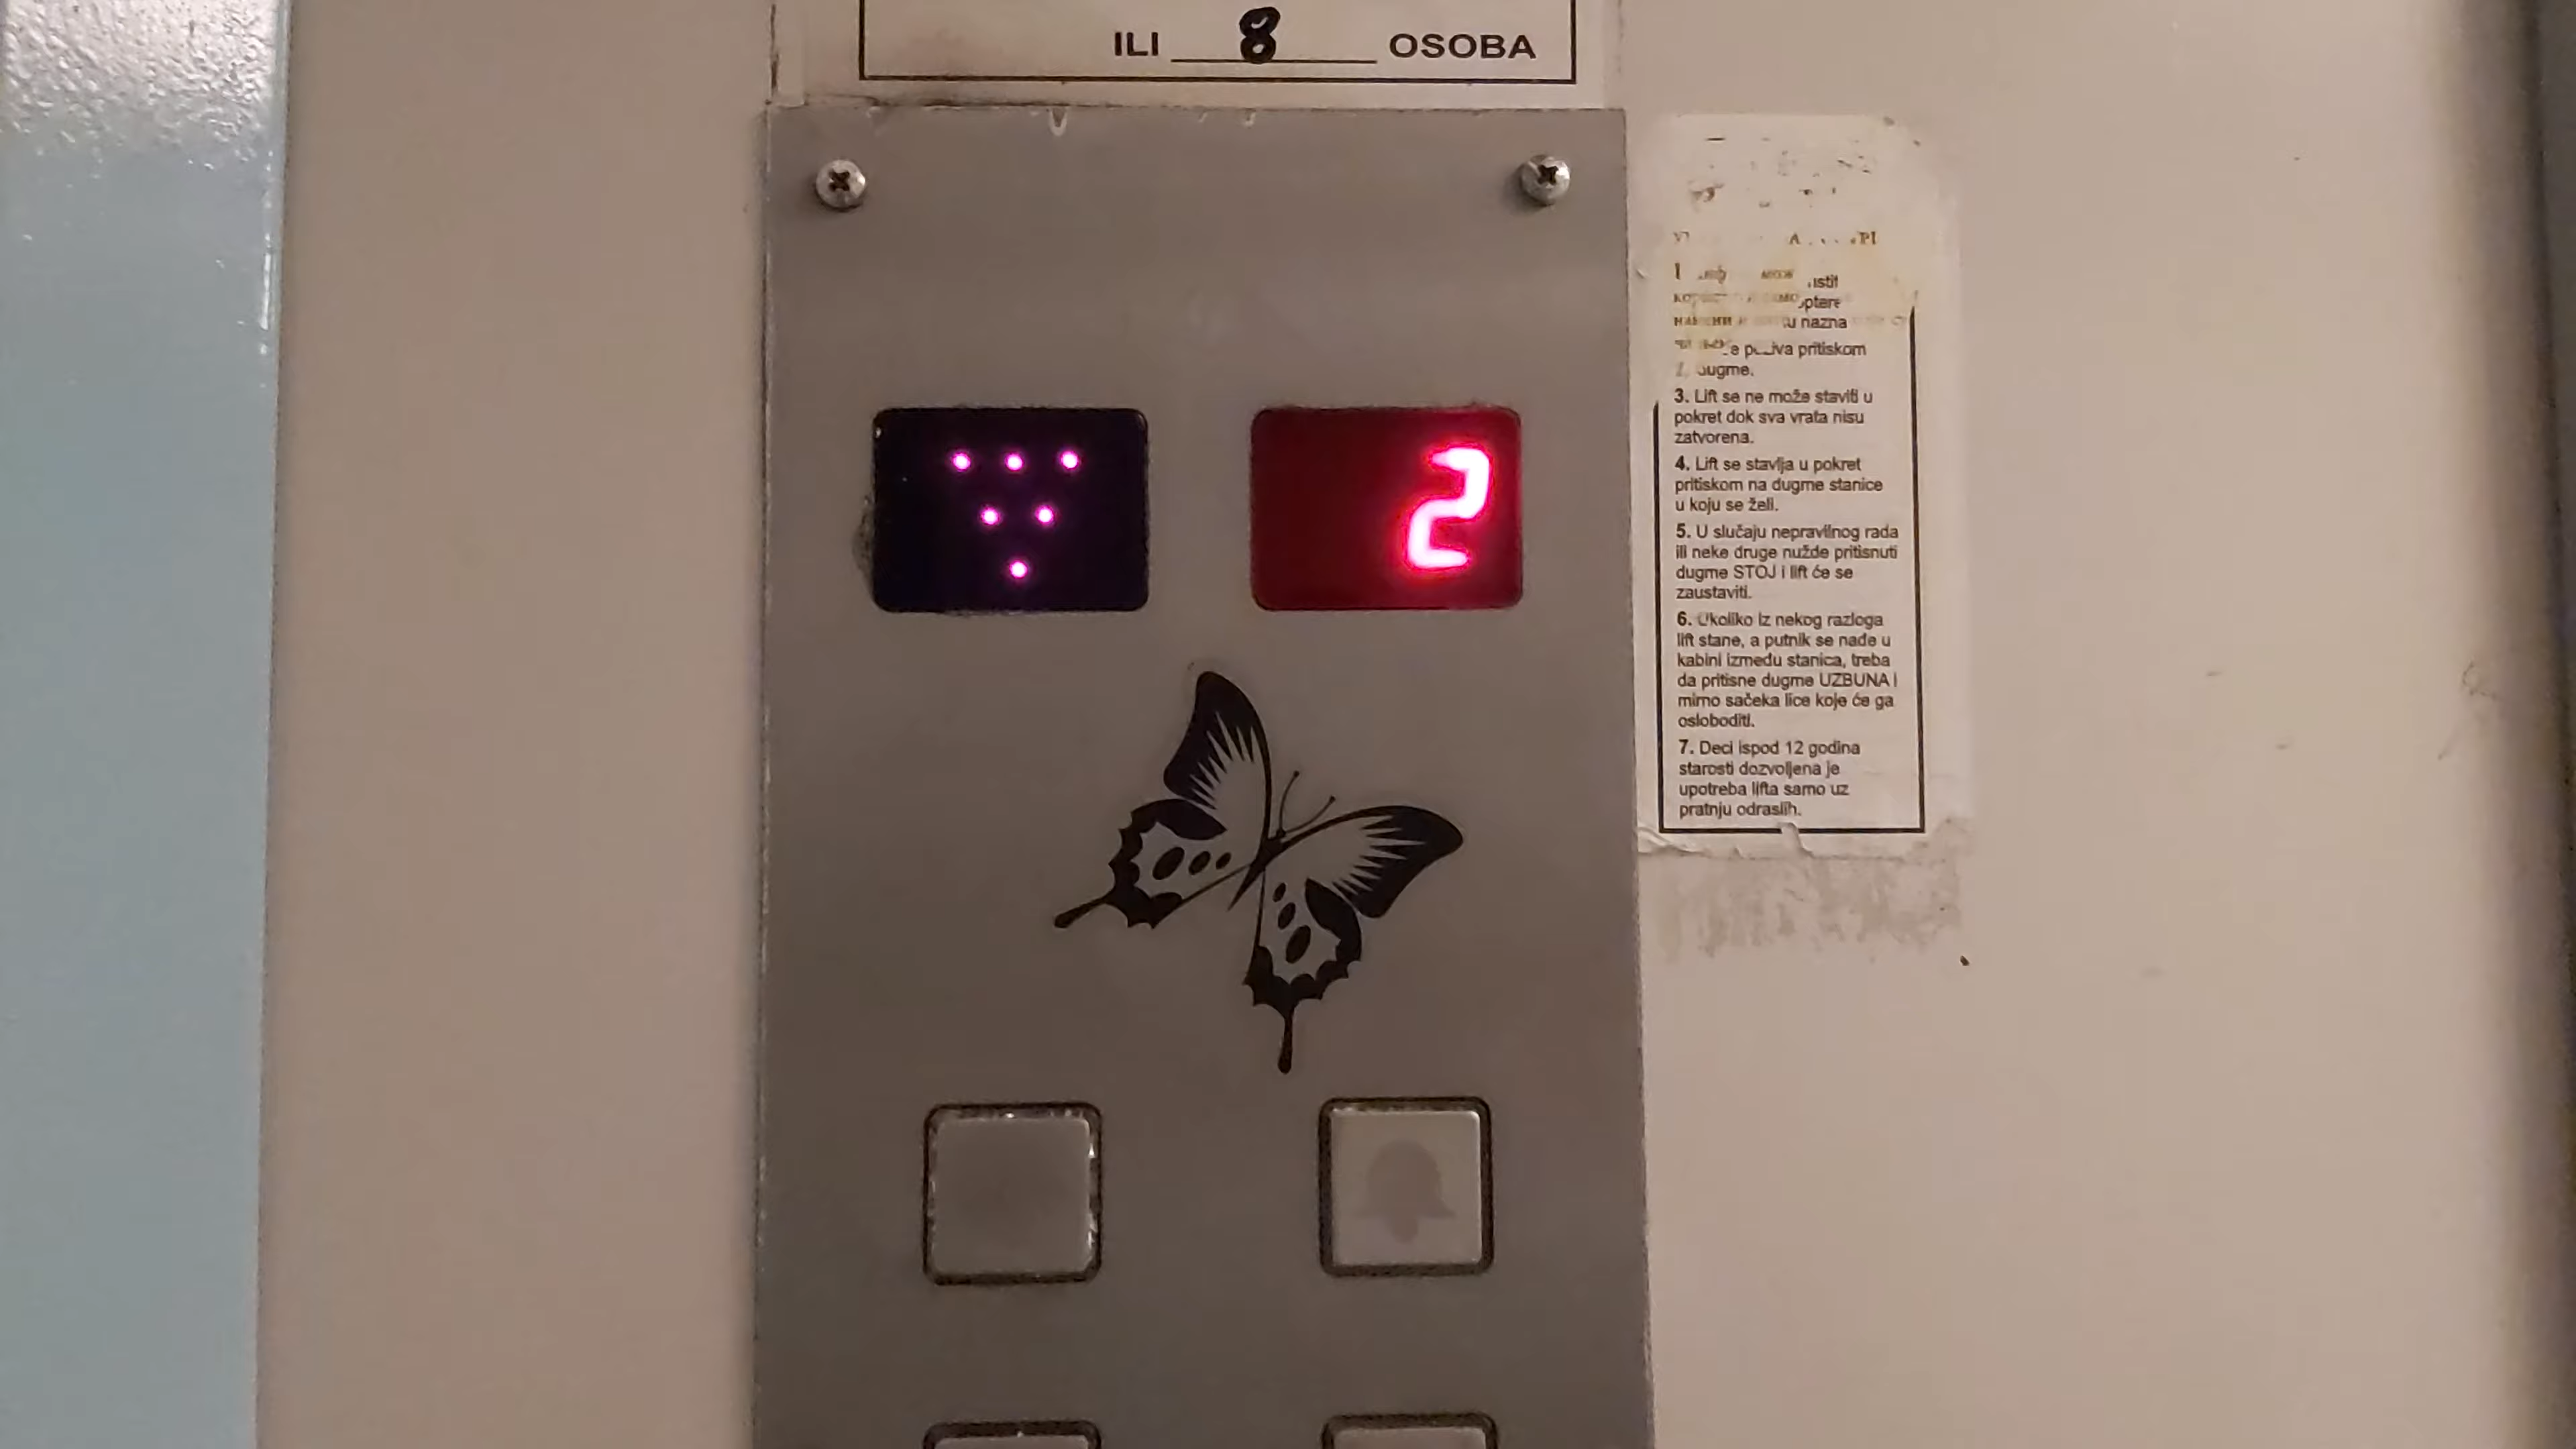 ILI 8 OSOBA
2
u nazna
pritiskom
dugme.
3. Lift se ne može staviti u
pokret dok sva vrata nisu
zatvorena.
4. Lift se stavlja u pokret
pritiskom na dugme stanice
u koju se želi.
5. U slučaju nepravilnog rada
ili neke druge nužde pritisnuti
dugme STOJ i lift će se
zaustaviti.
6. Ukoliko iz nekog razloga
lift stane, a putnik se nađe u
kabini između stanica, treba
da pritisne dugme UZBUNA i
mirno sačeka lice koje će ga
osloboditi.
7. Deci ispod 12 godina
starosti dozvoljena je
upotreba lifta samo uz
pratnju odraslih.